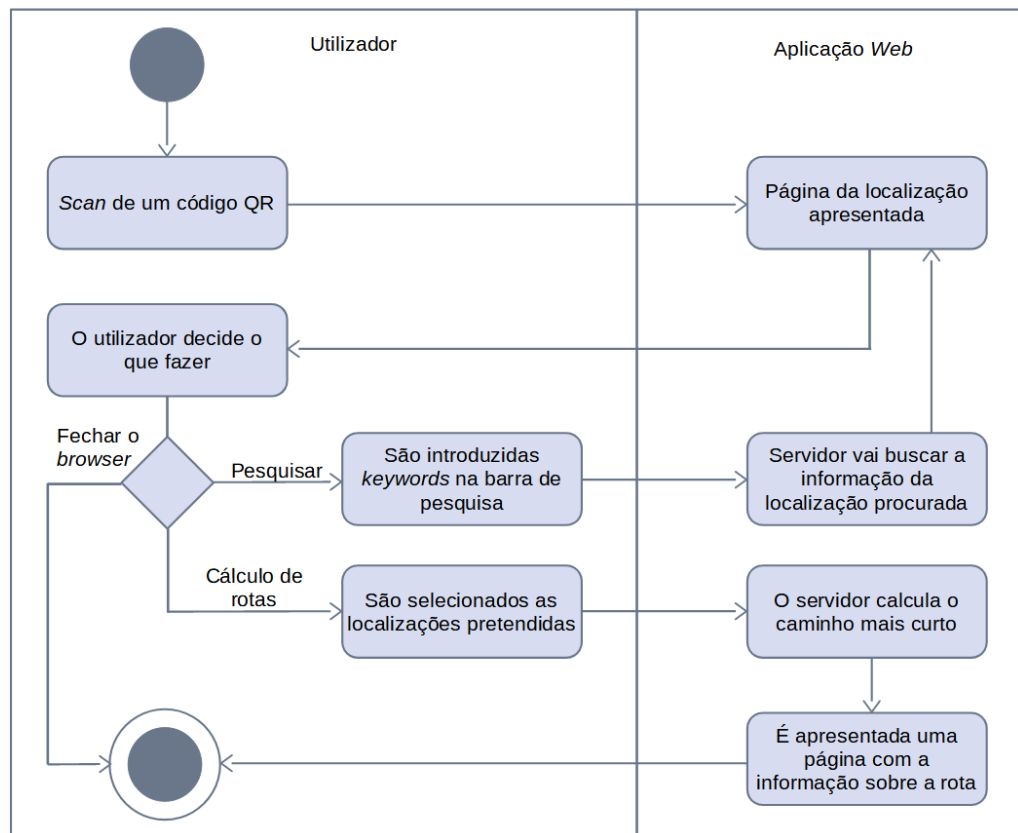 Utilizador
Aplicação Web
Scan de um código QR
Página da localização
apresentada
O utilizador decide o
que fazer
Fechar o
browser
Pesquisar
São introduzidas
keywords na barra de
pesquisa
Servidor vai buscar a
informação da
localização procurada
Cálculo de
rotas
São selecionados as
localizações pretendidas
O servidor calcula o
caminho mais curto
É apresentada uma
página com a
informação sobre a rota